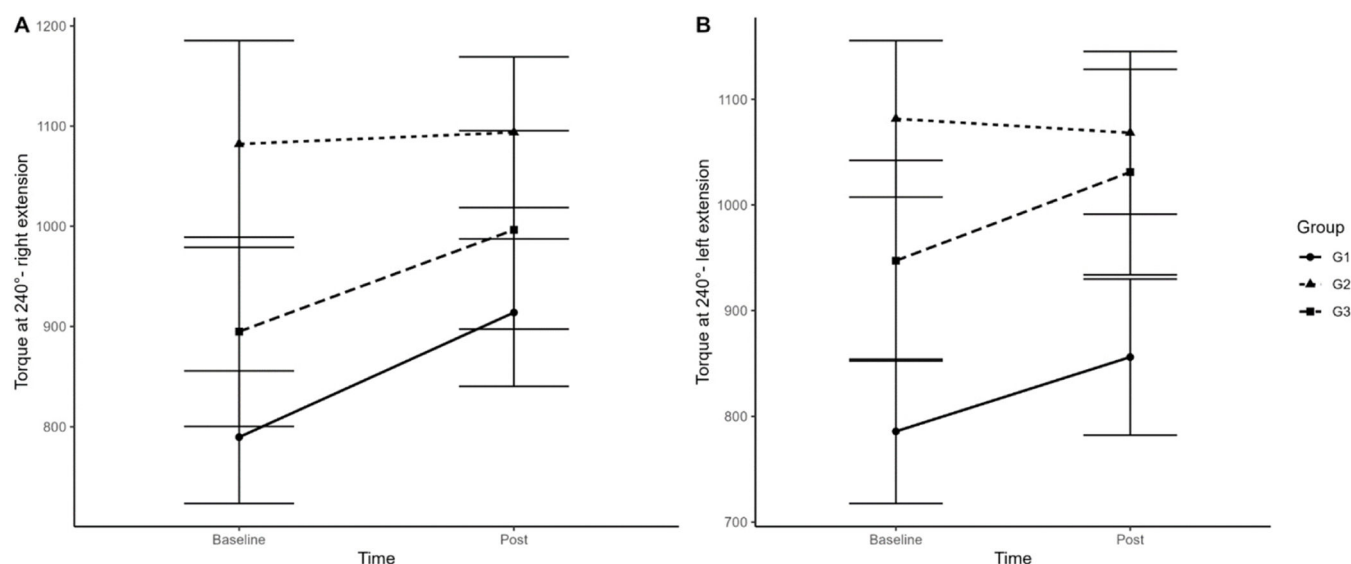 A
Torque at 240°- right extension
1200
1100
1000
900
800
Baseline
Post
Time
B
Torque at 240°- left extension
1100
1000
900
800
700
Baseline
Post
Time
Group
G1
G2
G3